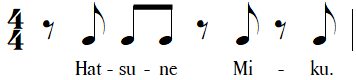 Hat - su - ne Mi - ku.